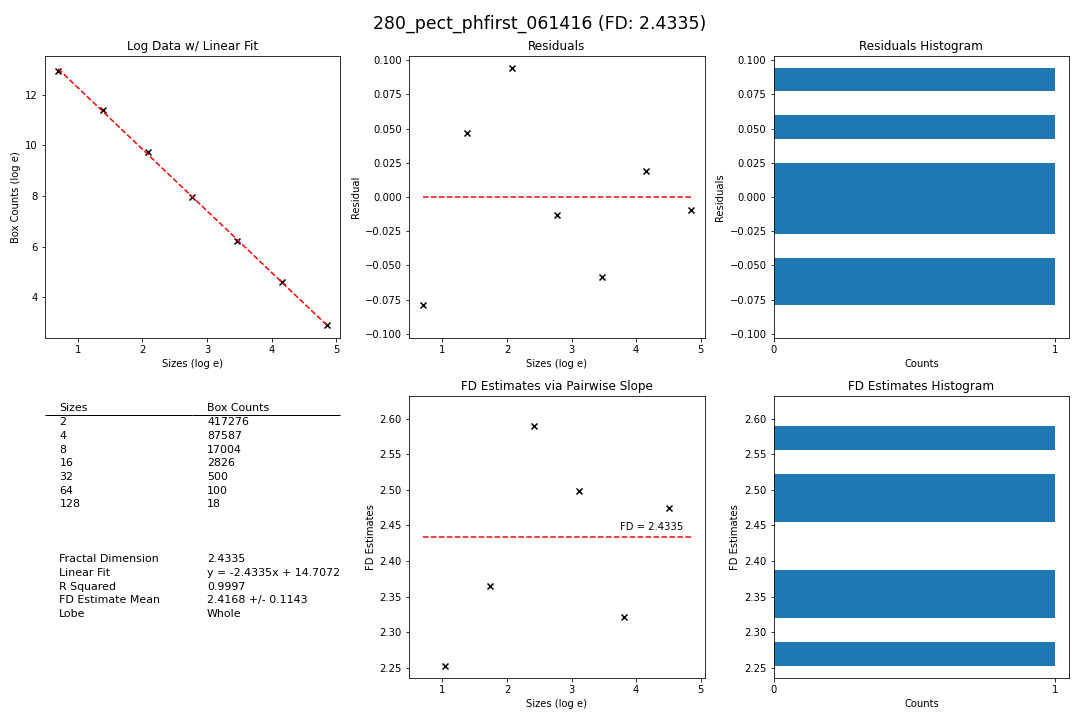 280_pect_phfirst_061416 (FD: 2.4335)
Log Data w/ Linear Fit
Box Counts (log e)
12
10
8
6
4
1 2 3 4 5
Sizes (log e)
Residuals
Residual
0.100
0.075
0.050
0.025
0.000
−0.025
−0.050
−0.075
−0.100
1 2 3 4 5
Sizes (log e)
Residuals Histogram
Residuals
0.100
0.075
0.050
0.025
0.000
−0.025
−0.050
−0.075
−0.100
0 1
Counts
Sizes Box Counts
2 417276
4 87587
8 17004
16 2826
32 500
64 100
128 18
Fractal Dimension 2.4335
Linear Fit y = -2.4335x + 14.7072
R Squared 0.9997
FD Estimate Mean 2.4168 +/- 0.1143
Lobe Whole
FD Estimates via Pairwise Slope
FD Estimates
2.60
2.55
2.50
2.45
2.40
2.35
2.30
2.25
FD = 2.4335
1 2 3 4 5
Sizes (log e)
FD Estimates Histogram
FD Estimates
2.60
2.55
2.50
2.45
2.40
2.35
2.30
2.25
0 1
Counts